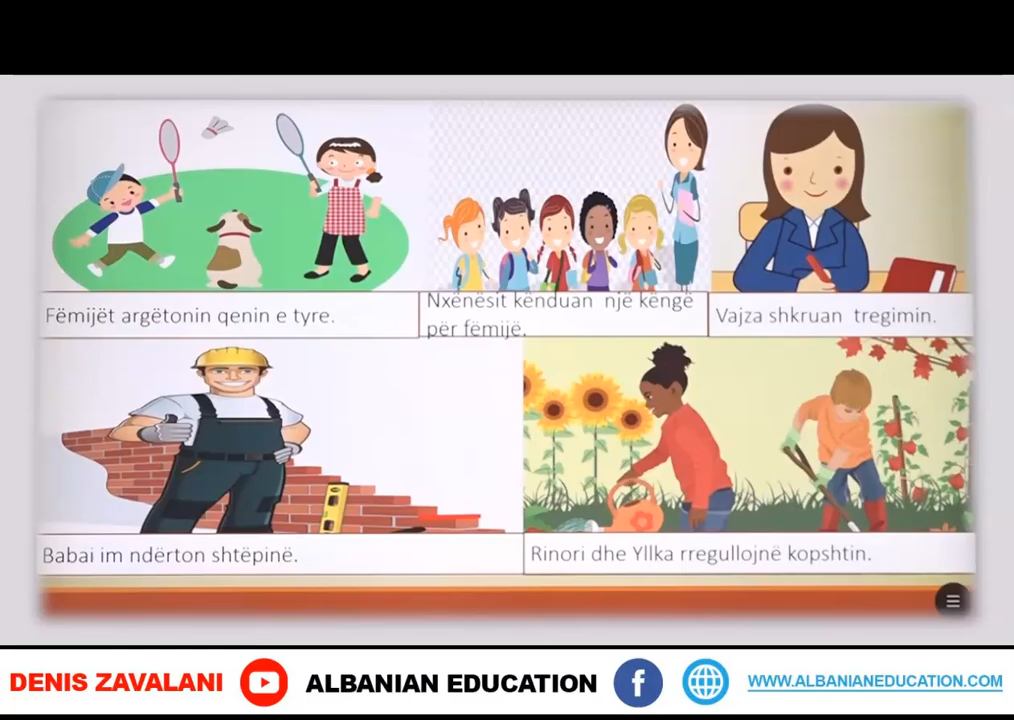 Fëmijët argëtonin qenin e tyre.
Nxënësit kënduan një këngë
për fëmijë.
Vajza shkruan tregimin.
Babai im ndërton shtëpinë.
Rinori dhe Yllka rregullojnë kopshtin.
DENIS ZAVALANI
ALBANIAN EDUCATION
f
WWW.ALBANIANEDUCATION.COM